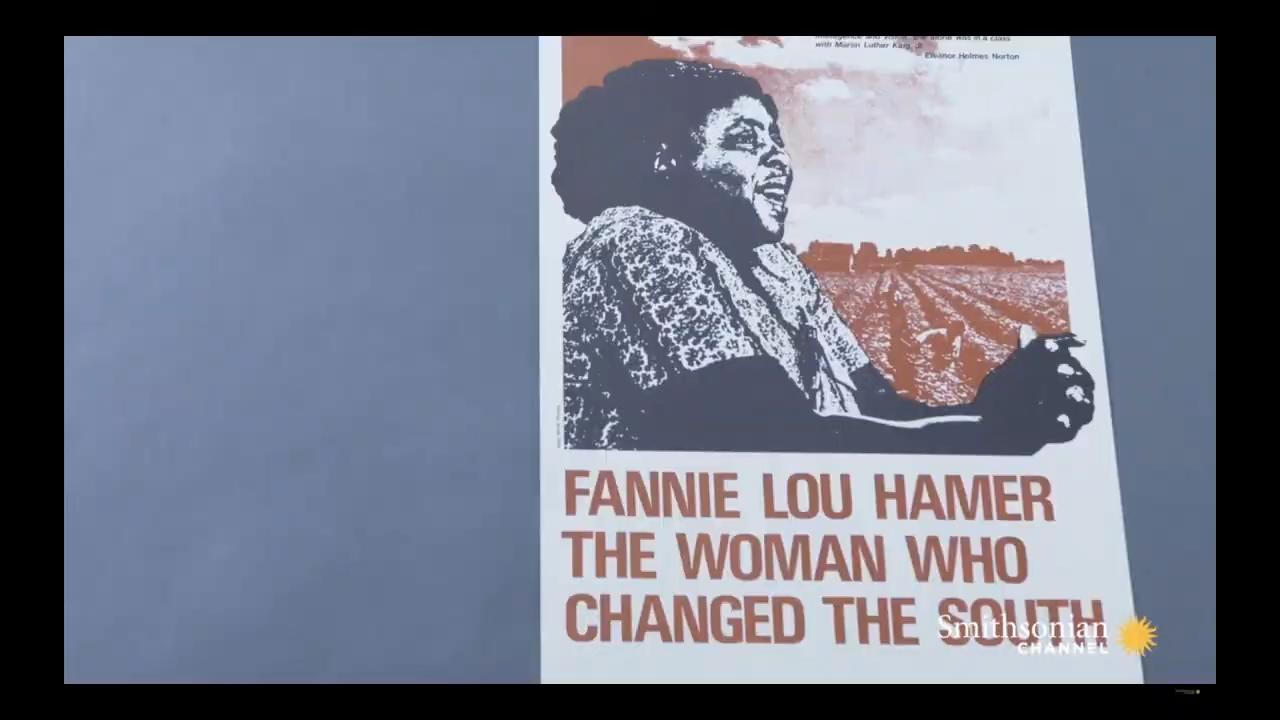 with Martin Luther King, Jr.
Eleanor Holmes Norton
FANNIE LOU HAMER
THE WOMAN WHO
CHANGED THE SOUTH
Smithsonian
CHANNEL